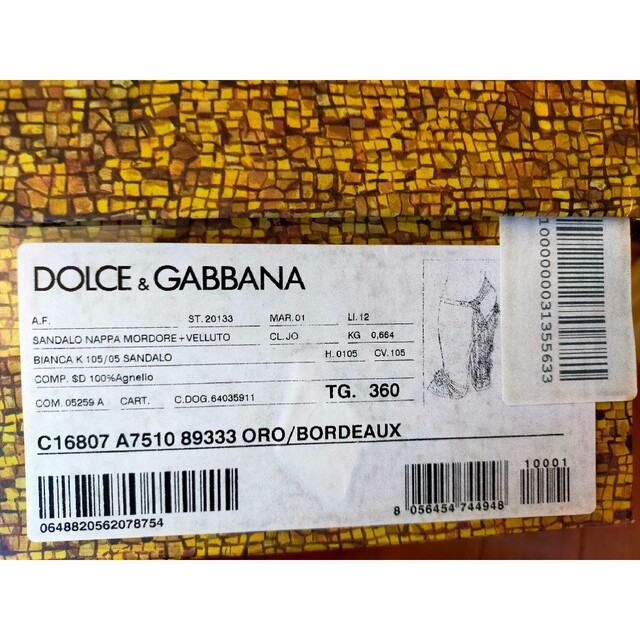 DOLCE & GABBANA
A.F. ST. 20133 MAR. 01 LI. 12
SANDALO NAPPA MORDORE+VELLUTO CL. JO KG 0,664
BIANCA K 105/05 SANDALO H. 0105 CV. 105
COMP. SD 100%Agnello
COM. 05259 A CART. C.DOG. 64035911 TG. 360
C16807 A7510 89333 ORO/BORDEAUX
10001
0648820562078754
8 056454 744948
1000000031355633